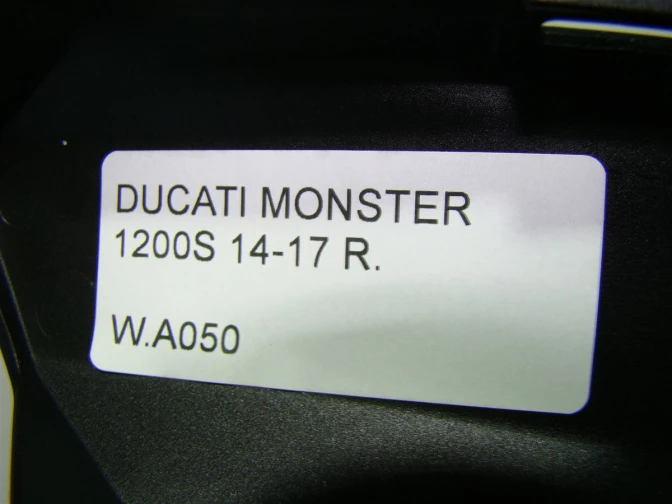 DUCATI MONSTER
1200S 14-17 R.
W.A050